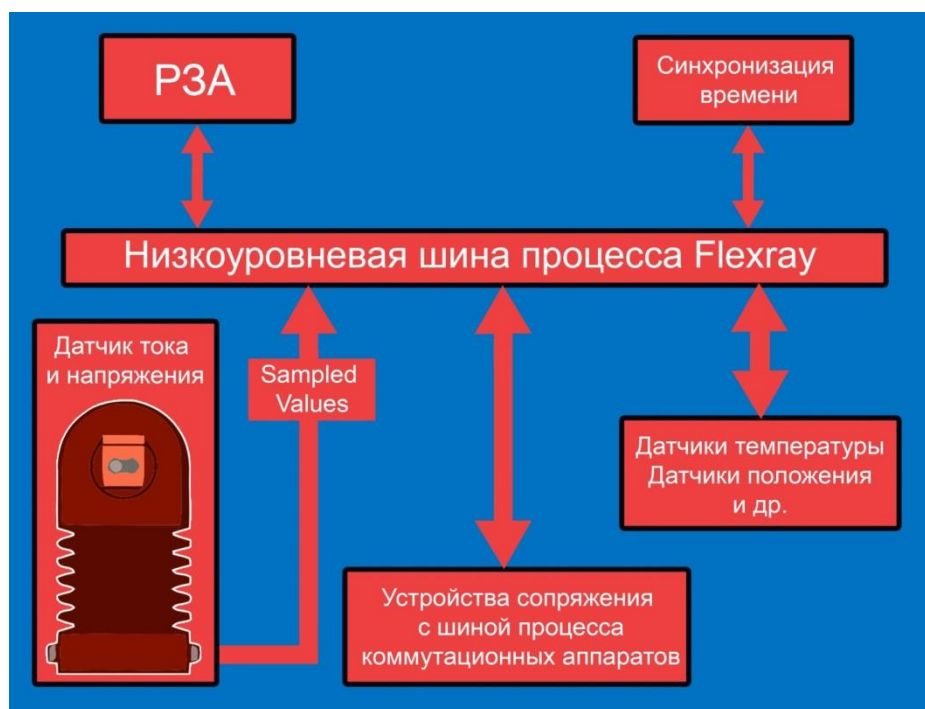 РЗА
Синхронизация
времени
Низкоуровневая шина процесса Flexray
Датчик тока
и напряжения
Sampled
Values
Датчики температуры
Датчики положения
и др.
Устройства сопряжения
с шиной процесса
коммутационных аппаратов